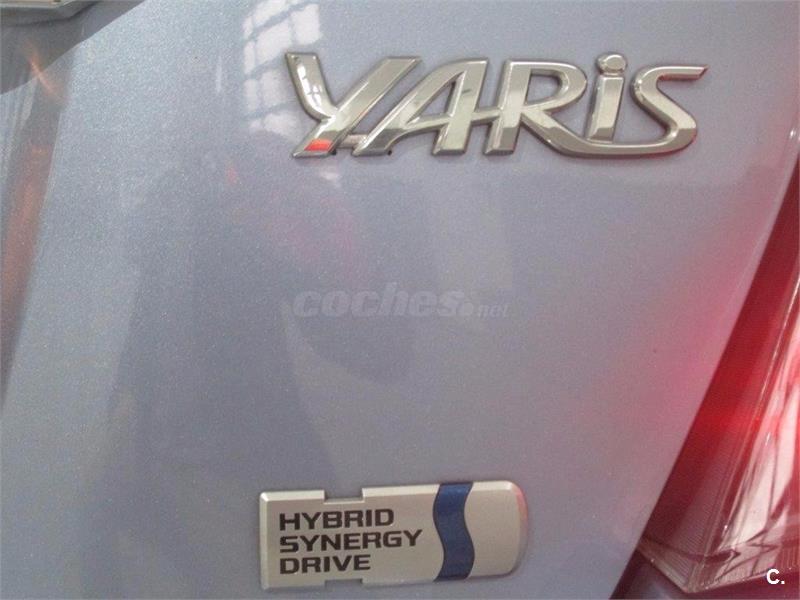 YARiS
coches.net
HYBRID
SYNERGY
DRIVE
C.